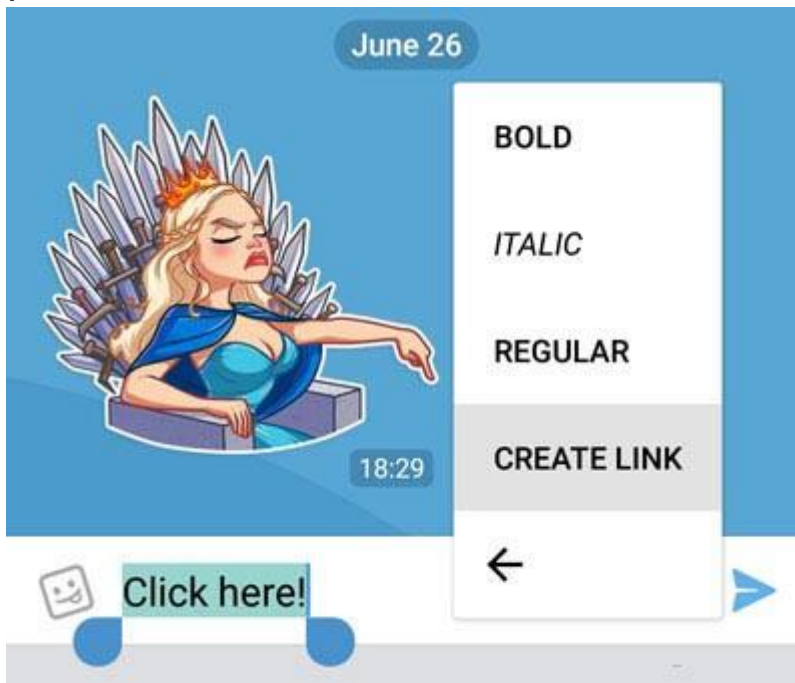 June 26
BOLD
ITALIC
REGULAR
CREATE LINK
18:29
Click here!